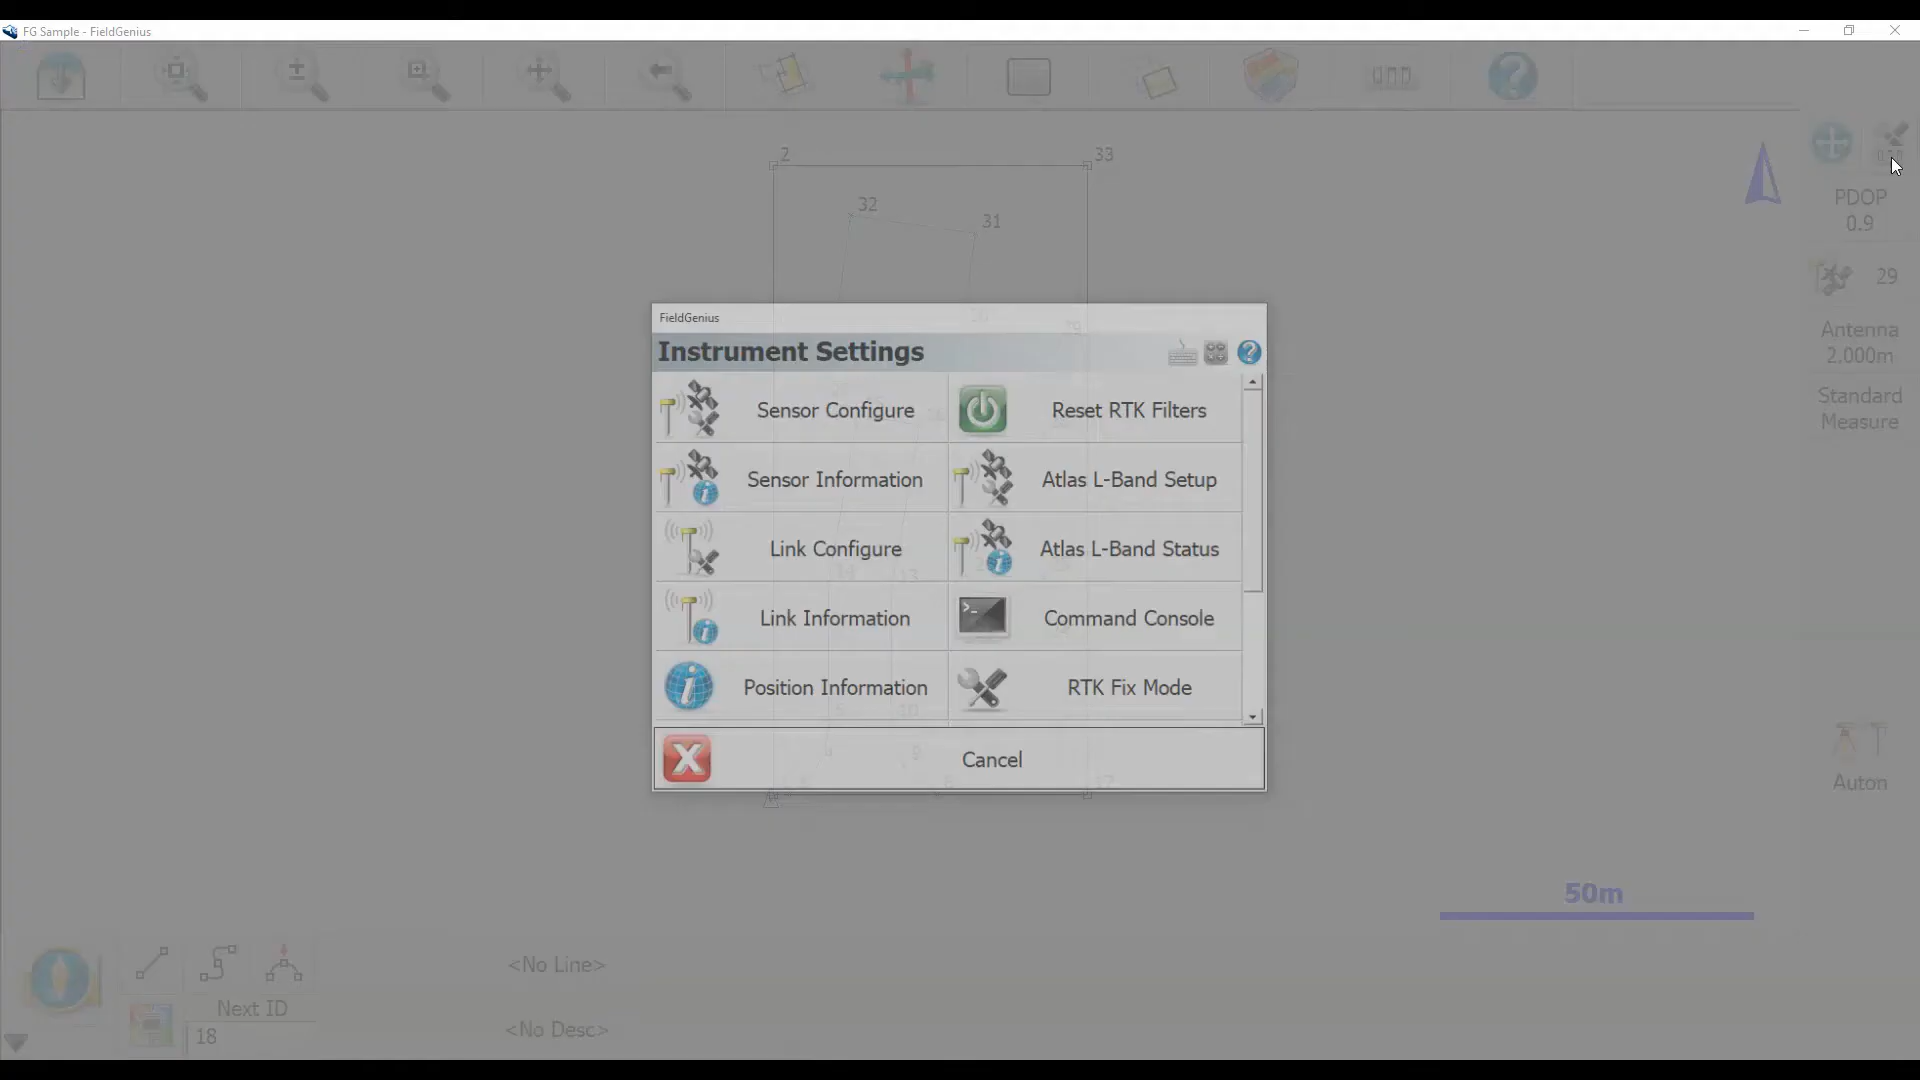 FG Sample - FieldGenius
2
33
32
31
PDOP
0.9
29
Antenna
2.000m
Standard
Measure
FieldGenius
Instrument Settings
Sensor Configure
Reset RTK Filters
Sensor Information
Atlas L-Band Setup
Link Configure
Atlas L-Band Status
Link Information
Command Console
Position Information
RTK Fix Mode
Cancel
Auton
50m
<No Line>
Next ID
18
<No Desc>